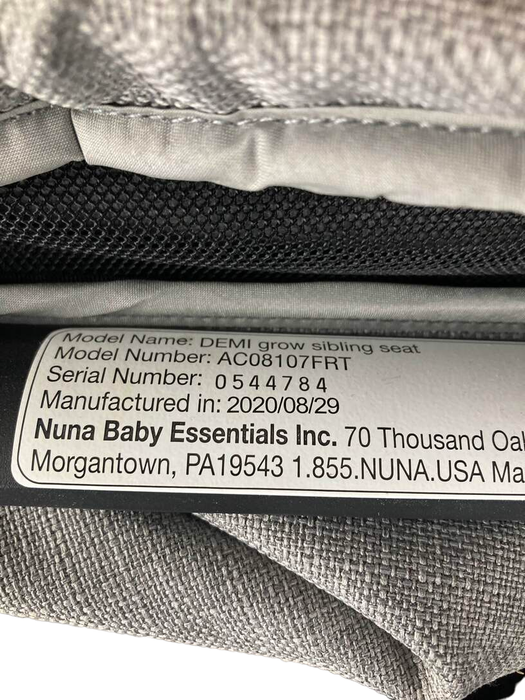 Model Name: DEMI grow sibling seat
Model Number: AC08107FRT
Serial Number: 0544784
Manufactured in: 2020/08/29
Nuna Baby Essentials Inc. 70 Thousand
Morgantown, PA19543 1.855.NUNA.USA